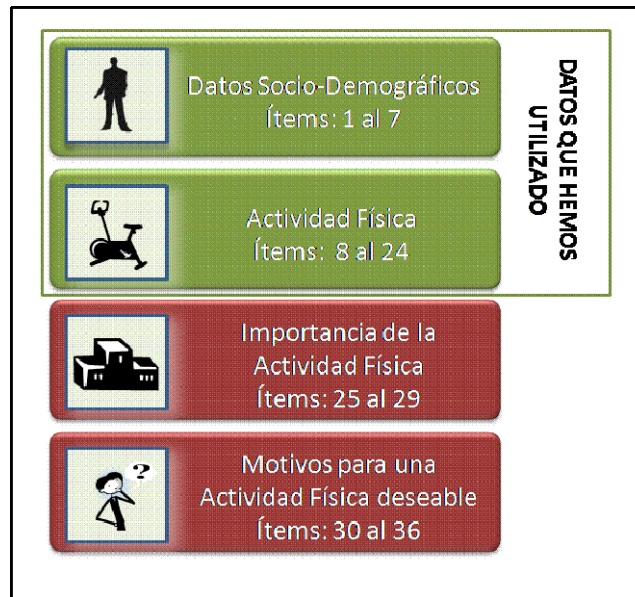 Datos Socio-Demográficos
Ítems: 1 al 7
Actividad Física
Ítems: 8 al 24
DATOS QUE HEMOS
UTILIZADO
Importancia de la
Actividad Física
Ítems: 25 al 29
?
Motivos para una
Actividad Física deseable
Ítems: 30 al 36